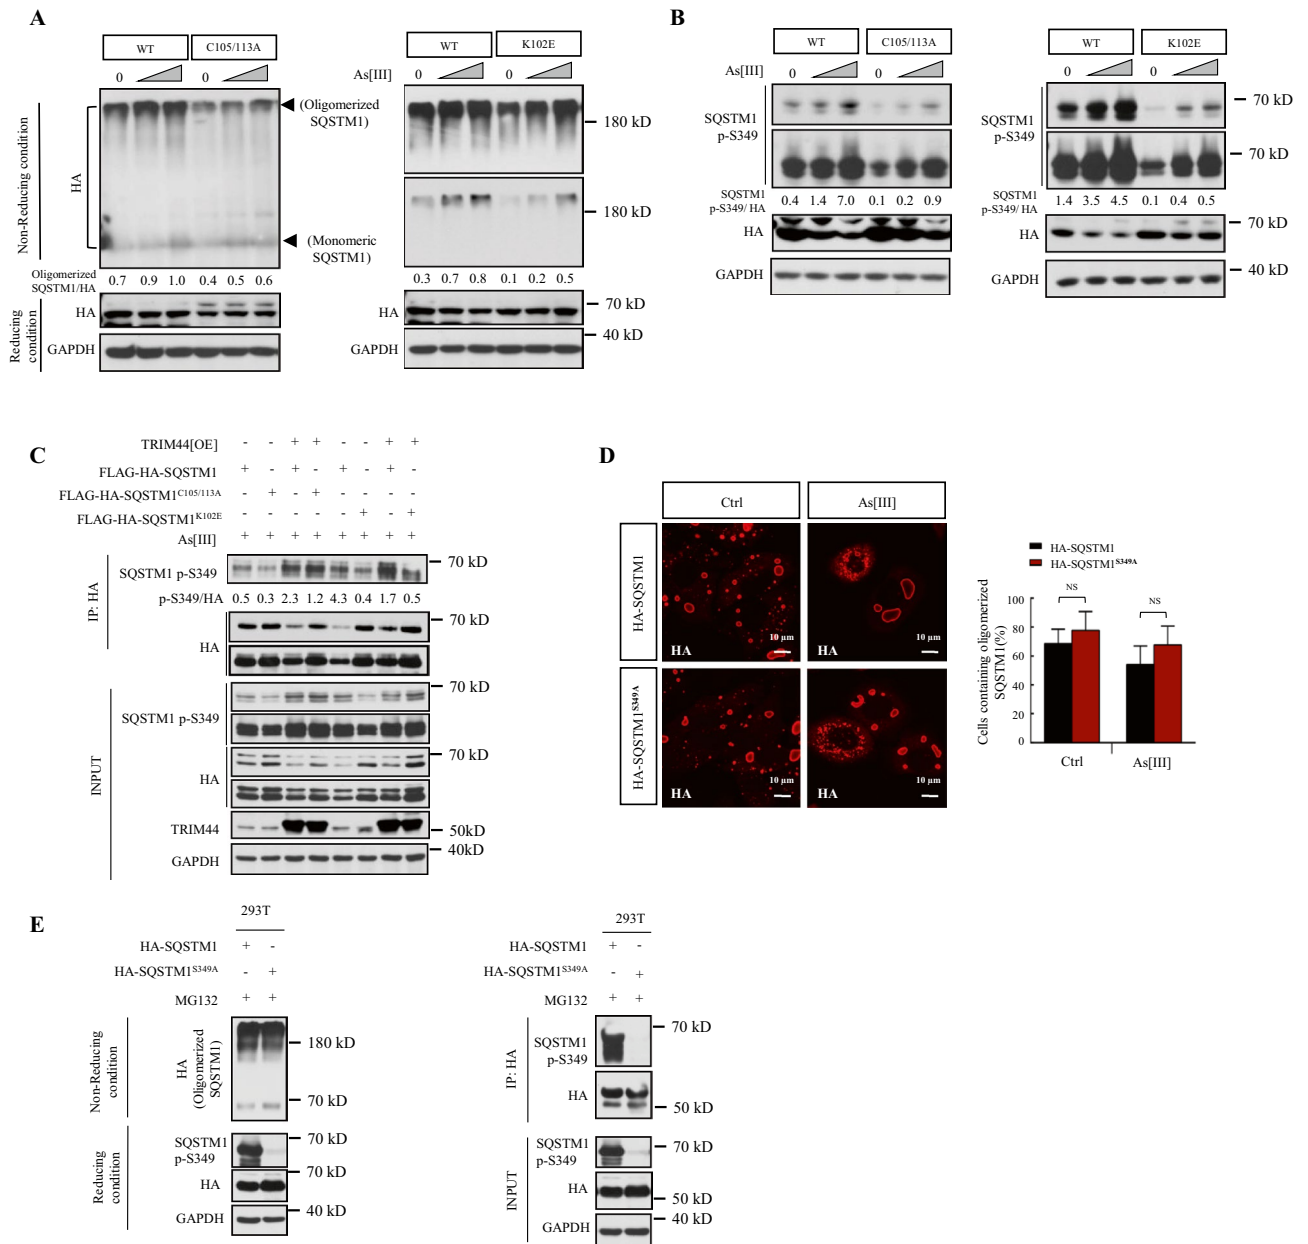 A
WT C105/113A
0 0
Non-Reducing condition
HA
(Oligomerized
SQSTM1)
(Monomeric
SQSTM1)
Oligomerized
SQSTM1/HA
0.7 0.9 1.0 0.4 0.5 0.6
Reducing
condition
HA
GAPDH
WT K102E
As[III] 0 0
180 kD
180 kD
0.3 0.7 0.8 0.1 0.2 0.5
HA
70 kD
40 kD
GAPDH
B
WT C105/113A
As[III] 0 0
SQSTM1
p-S349
SQSTM1
p-S349/HA
0.4 1.4 7.0 0.1 0.2 0.9
HA
GAPDH
WT K102E
0 0
SQSTM1
p-S349
70 kD
70 kD
SQSTM1
p-S349/HA
1.4 3.5 4.5 0.1 0.4 0.5
HA
70 kD
GAPDH
40 kD
C
TRIM44[OE] - - + + - - + +
FLAG-HA-SQSTM1 + - + - + - + -
FLAG-HA-SQSTM1C105/113A - + - + - - - -
FLAG-HA-SQSTM1K102E - - - - - + - +
As[III] + + + + + + + +
IP: HA
SQSTM1 p-S349
70 kD
p-S349/HA 0.5 0.3 2.3 1.2 4.3 0.4 1.7 0.5
HA
70 kD
INPUT
SQSTM1 p-S349
70 kD
HA
70 kD
TRIM44
50kD
40kD
GAPDH
D
Ctrl As[III]
HA-SQSTM1
HA 10 µm
HA 10 µm
HA-SQSTM1S349A
HA 10 µm
HA 10 µm
HA-SQSTM1
HA-SQSTM1S349A
Cells containing oligomerized
SQSTM1(%)
100
80
60
40
20
0
NS NS
Ctrl As[III]
E
293T
HA-SQSTM1 + -
HA-SQSTM1S349A - +
MG132 + +
Non-Reducing
condition
HA
(Oligomerized
SQSTM1)
180 kD
70 kD
Reducing
condition
SQSTM1
p-S349
70 kD
70 kD
HA
GAPDH
40 kD
293T
HA-SQSTM1 + -
HA-SQSTM1S349A - +
MG132 + +
IP: HA
SQSTM1
p-S349
70 kD
HA
50 kD
INPUT
SQSTM1
p-S349
70 kD
HA
50 kD
GAPDH
40 kD